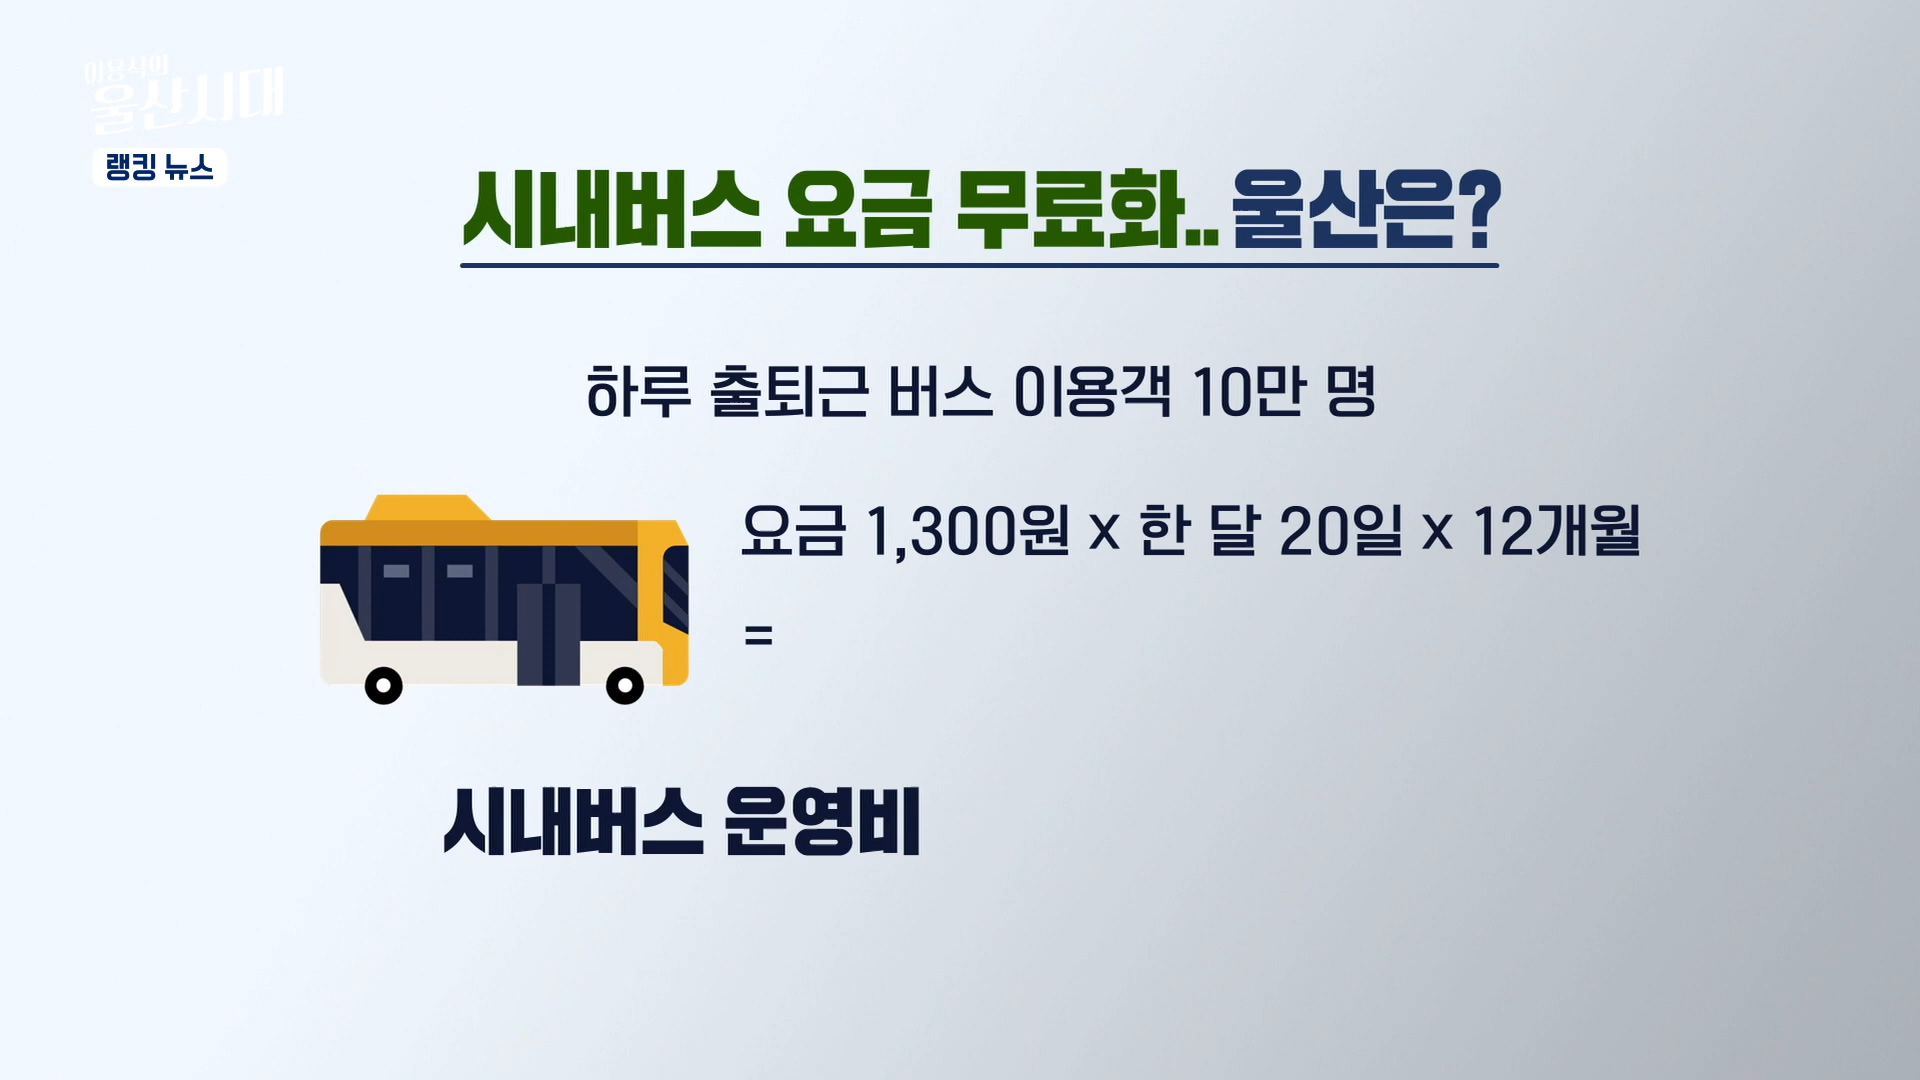 이용식의
울산시대
랭킹 뉴스
시내버스 요금 무료화.. 울산은?
하루 출퇴근 버스 이용객 10만 명
요금 1,300원 X 한 달 20일 X 12개월
=
시내버스 운영비